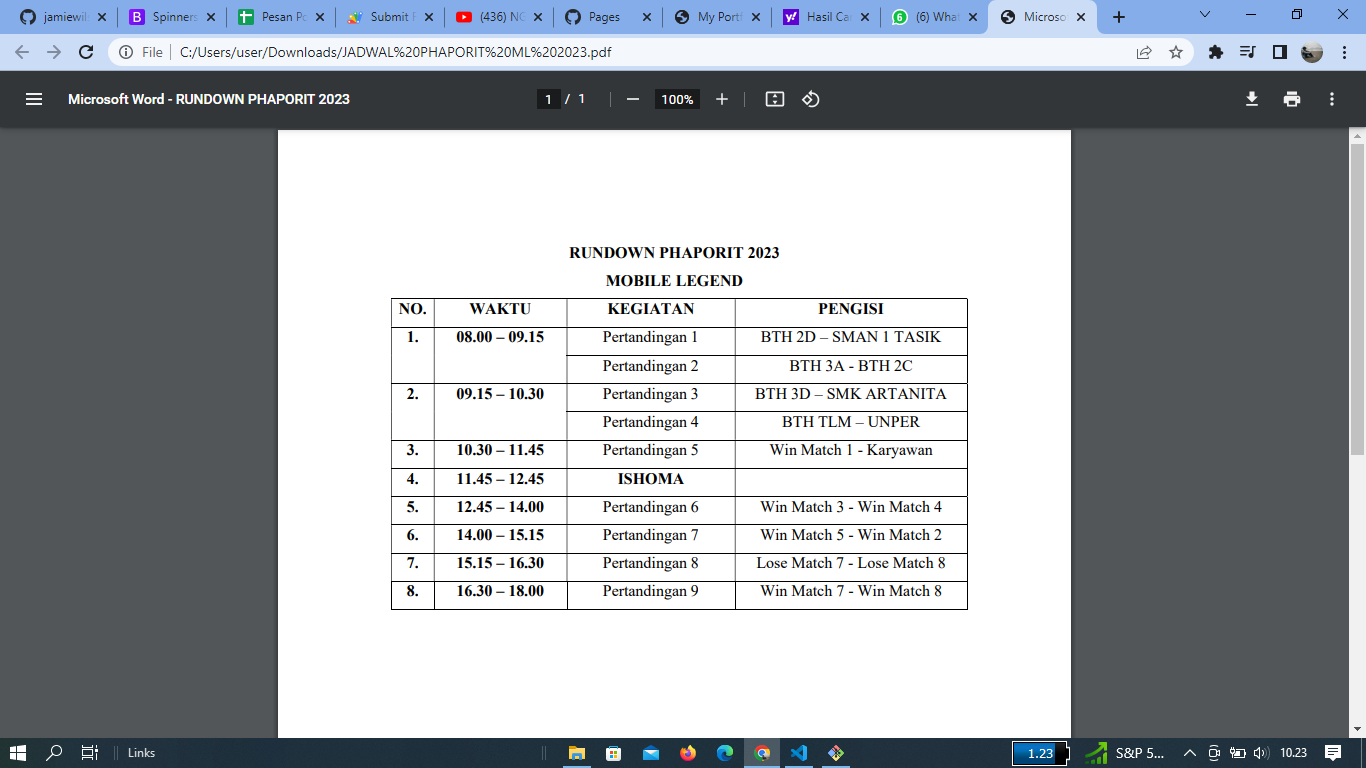 jamiewil
Spinners
Pesan Po
Submit F
(436) NG
Pages
My Portf
Hasil Car
(6) What
Microsof
File
C:/Users/user/Downloads/JADWAL%20PHAPORIT%20ML%202023.pdf
Microsoft Word - RUNDOWN PHAPORIT 2023
1 / 1
100%
RUNDOWN PHAPORIT 2023
MOBILE LEGEND
NO. WAKTU KEGIATAN PENGISI
1. 08.00 – 09.15 Pertandingan 1 BTH 2D – SMAN 1 TASIK
Pertandingan 2 BTH 3A - BTH 2C
2. 09.15 – 10.30 Pertandingan 3 BTH 3D – SMK ARTANITA
Pertandingan 4 BTH TLM – UNPER
3. 10.30 – 11.45 Pertandingan 5 Win Match 1 - Karyawan
4. 11.45 – 12.45 ISHOMA
5. 12.45 – 14.00 Pertandingan 6 Win Match 3 - Win Match 4
6. 14.00 – 15.15 Pertandingan 7 Win Match 5 - Win Match 2
7. 15.15 – 16.30 Pertandingan 8 Lose Match 7 - Lose Match 8
8. 16.30 – 18.00 Pertandingan 9 Win Match 7 - Win Match 8
Links
1.23
S&P 5...
10.23